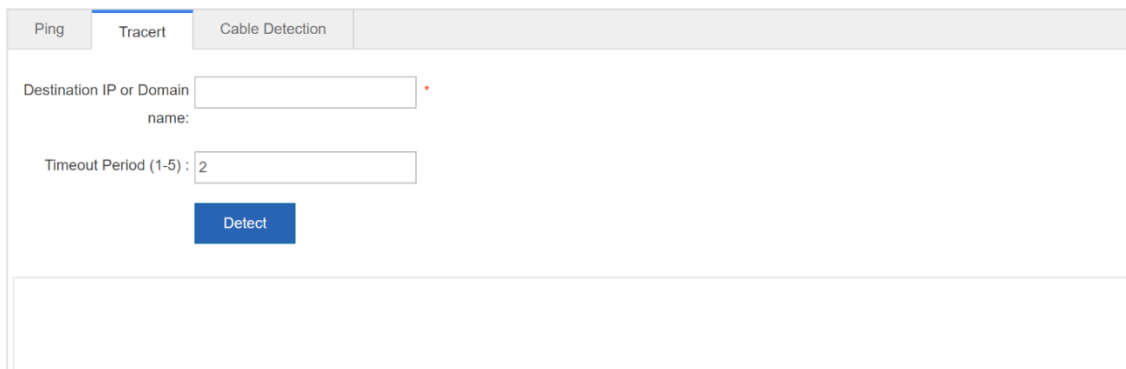 Ping Tracert Cable Detection
Destination IP or Domain *
name:
Timeout Period (1-5) : 2
Detect